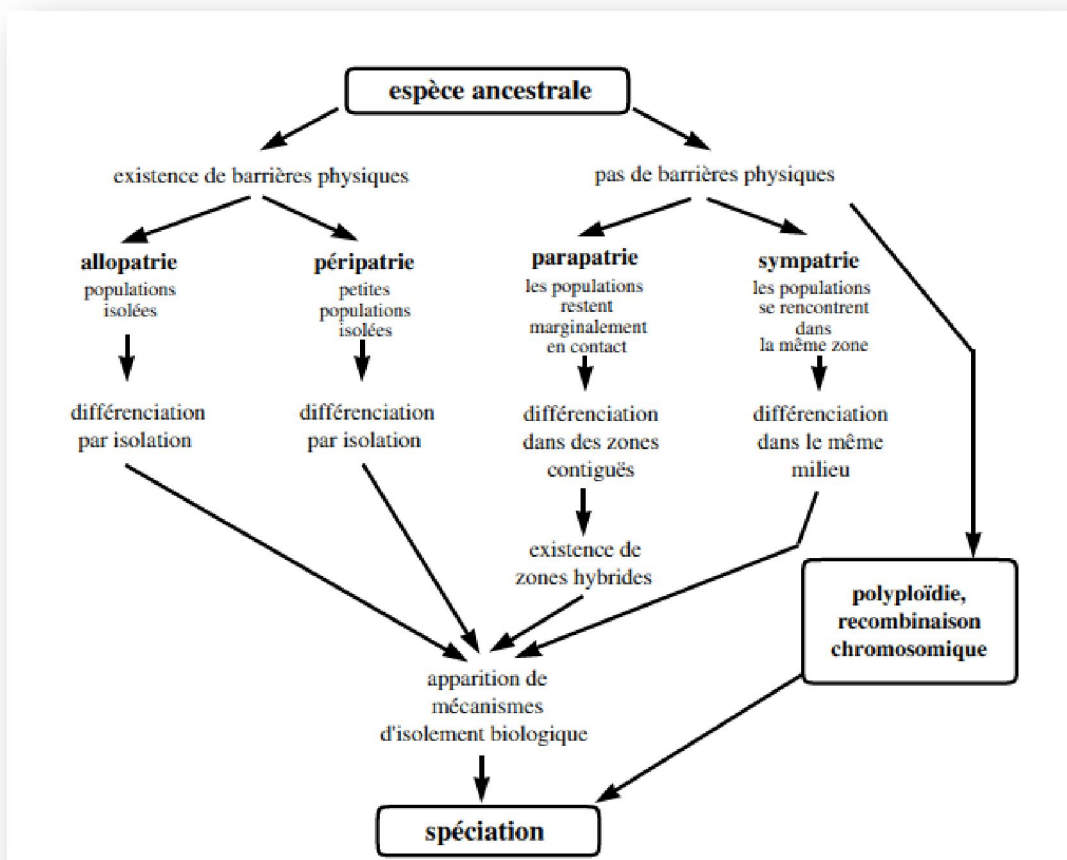 espèce ancestrale
existence de barrières physiques
pas de barrières physiques
allopatrie
populations
isolées
péripatrie
petites
populations
isolées
parapatrie
les populations
restent
marginalement
en contact
sympatrie
les populations
se rencontrent
dans
la même zone
différenciation
par isolation
différenciation
par isolation
différenciation
dans des zones
contiguës
différenciation
dans le même
milieu
existence de
zones hybrides
polyploïdie,
recombinaison
chromosomique
apparition de
mécanismes
d'isolement biologique
spéciation